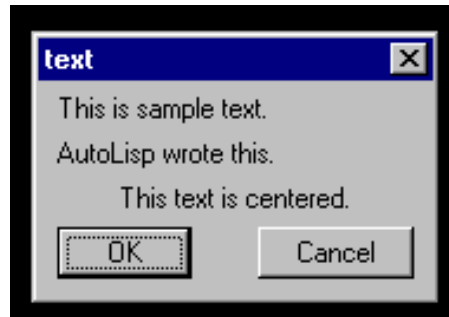 text
This is sample text.
AutoLisp wrote this.
This text is centered.
OK Cancel